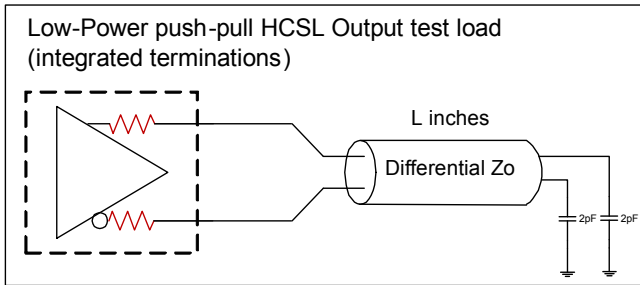 Low-Power push-pull HCSL Output test load
(integrated terminations)
L inches
Differential Zo
2pF
2pF